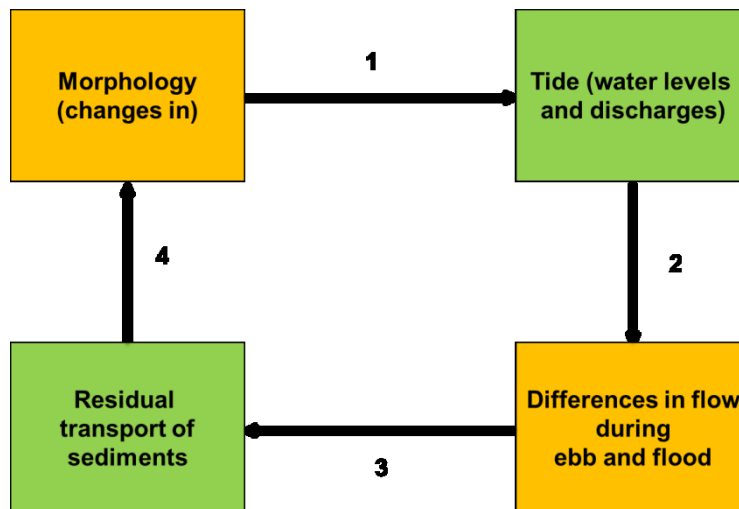 Morphology
(changes in)
1
Tide (water levels
and discharges)
4
2
Residual
transport of
sediments
3
Differences in flow
during
ebb and flood